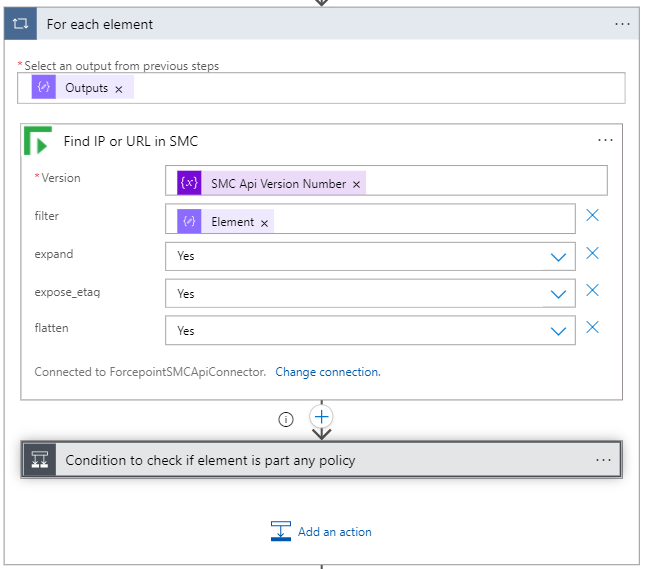 For each element
...
* Select an output from previous steps
{∕} Outputs ×
Find IP or URL in SMC
...
* Version
{x} SMC Api Version Number ×
filter
{∕} Element ×
expand
Yes
expose_etag
Yes
flatten
Yes
Connected to ForcepointSMCApiConnector. Change connection.
Condition to check if element is part any policy
...
Add an action